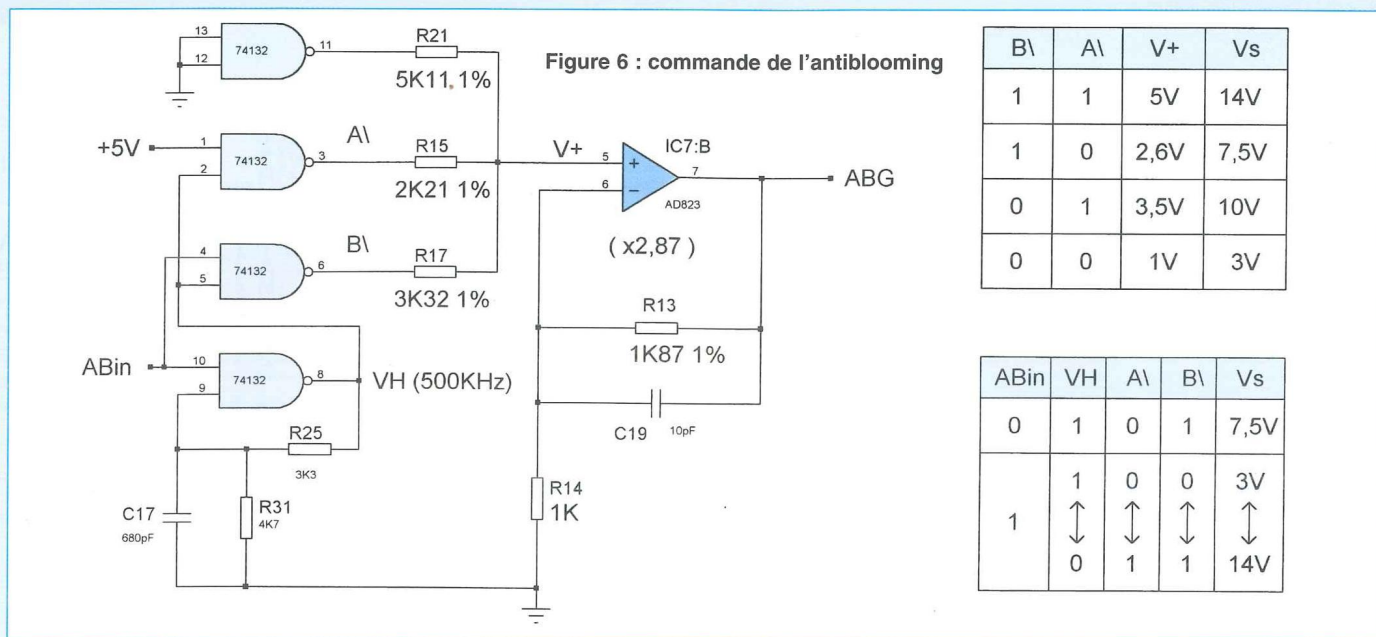 Figure 6 : commande de l'antiblooming
13
12
74132
11
R21
5K11, 1%
+5V
1
2
74132
3
A\
R15
2K21 1%
V+
5
6
IC7:B
7
AD823
ABG
( x2,87 )
4
5
74132
6
B\
R17
3K32 1%
R13
1K87 1%
C19
10pF
ABin
10
9
74132
8
VH (500KHz)
R25
3K3
C17
680pF
R31
4K7
R14
1K
B\ A\ V+ Vs
1 1 5V 14V
1 0 2,6V 7,5V
0 1 3,5V 10V
0 0 1V 3V
ABin VH A\ B\ Vs
0 1 0 1 7,5V
1 0 0 3V
1
0 1 1 14V